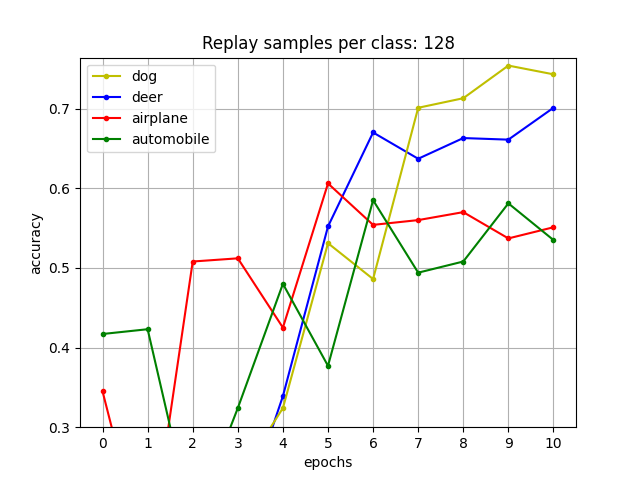 Replay samples per class: 128
dog
deer
airplane
automobile
accuracy
0.7
0.6
0.5
0.4
0.3
0 1 2 3 4 5 6 7 8 9 10
epochs